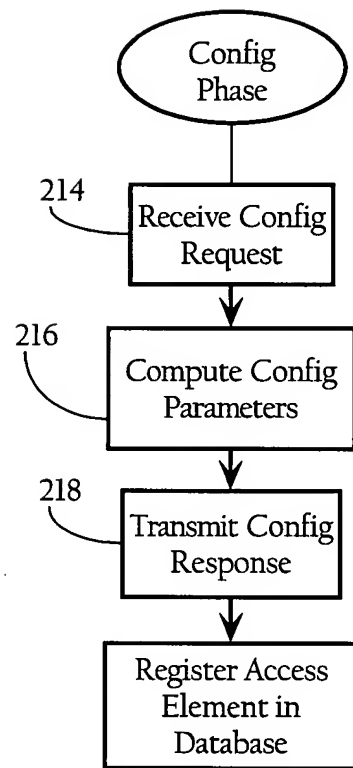 Config
Phase
214
Receive Config
Request
216
Compute Config
Parameters
218
Transmit Config
Response
Register Access
Element in
Database